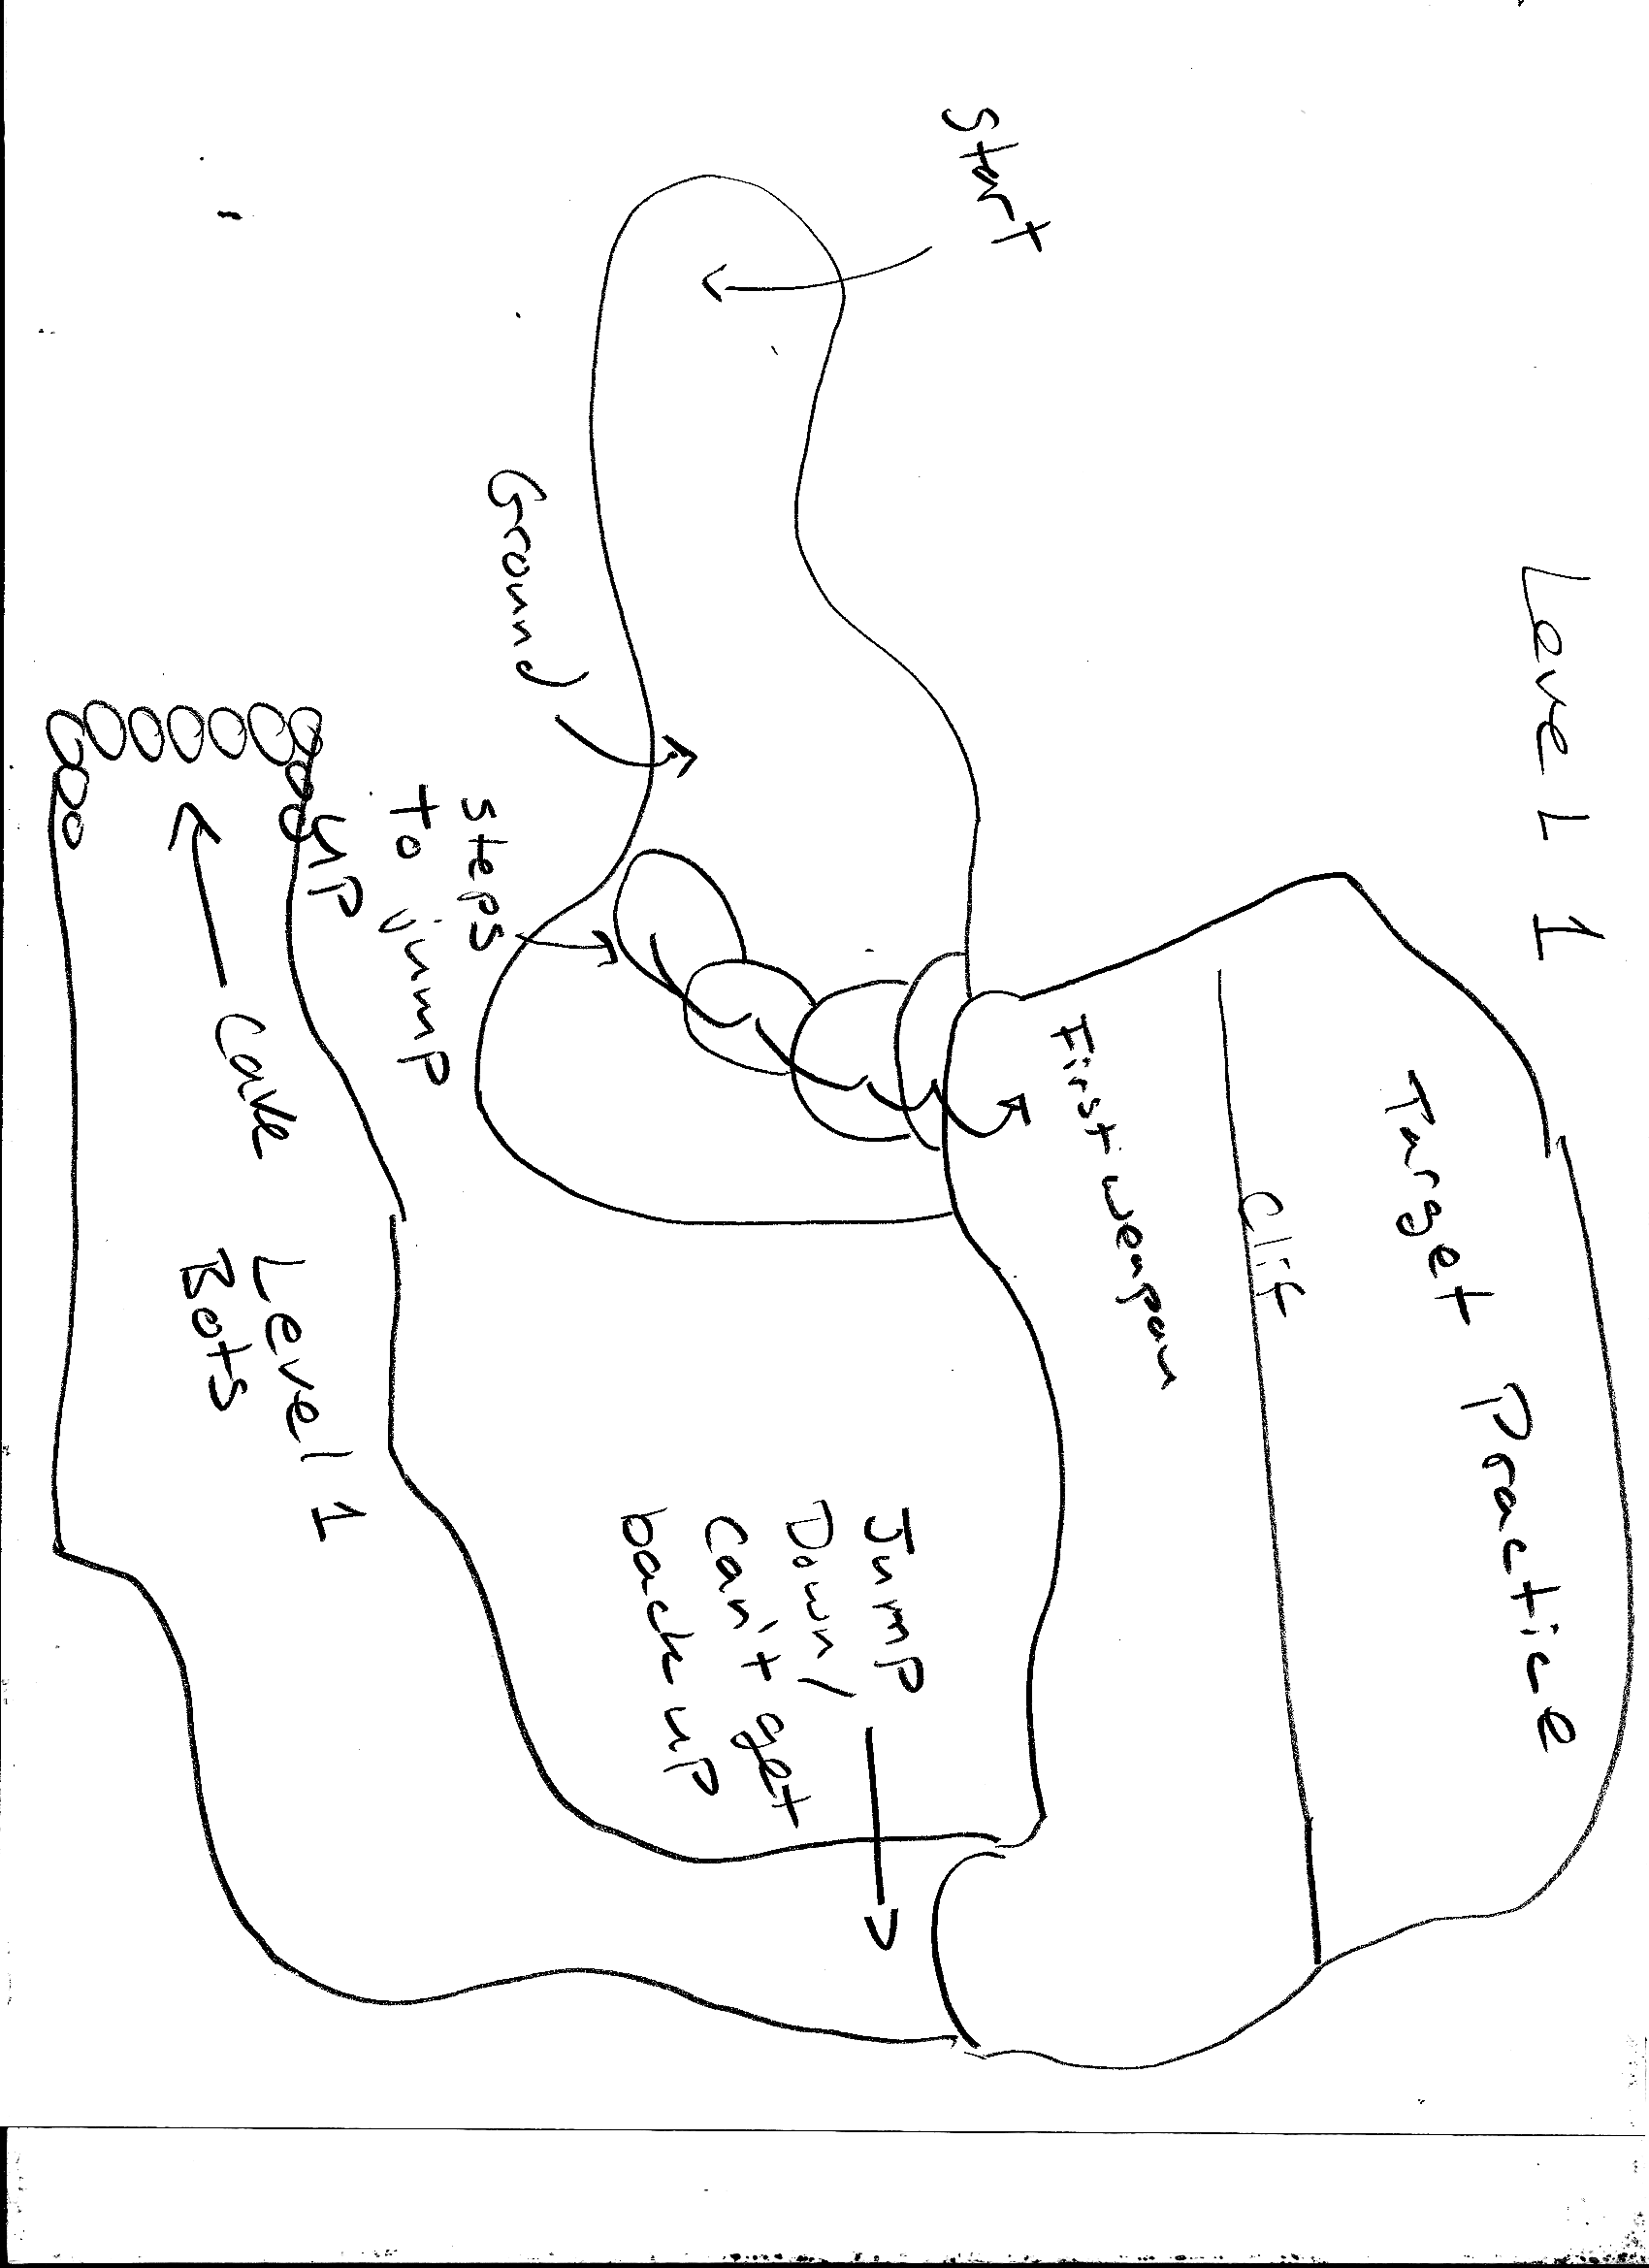 Level 1
Target Practice
Clift
Start
First weapon
Jump
Down/
Can't get
back up
Ground
Steps
to jump
up
Cave
Level 1
Bots